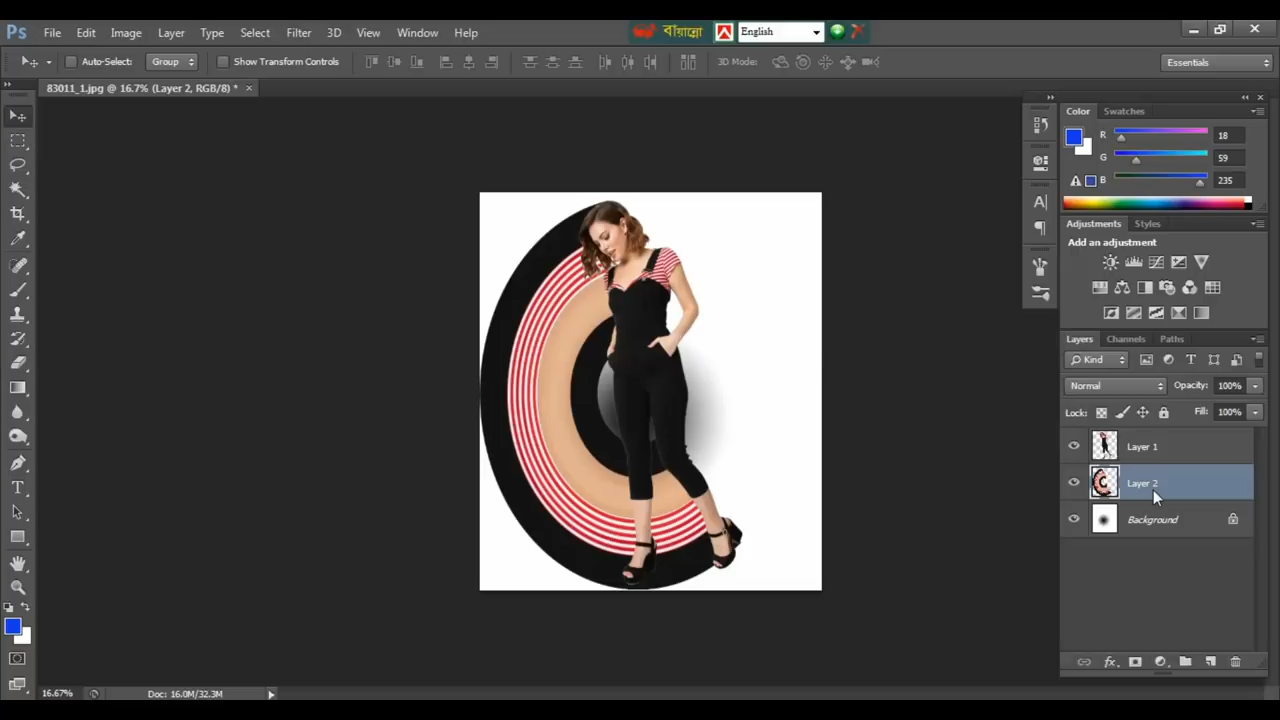 বায়ান্নো English
Ps File Edit Image Layer Type Select Filter 3D View Window Help
Auto-Select: Group Show Transform Controls 3D Mode: Essentials
83011_1.jpg @ 16.7% (Layer 2, RGB/8) * ×
Color Swatches
R 18
G 59
B 235
A|
Adjustments Styles
Add an adjustment
Layers Channels Paths
Kind
Normal Opacity: 100%
Lock: Fill: 100%
Layer 1
Layer 2
Background
fx
16.67% Doc: 16.0M/32.3M